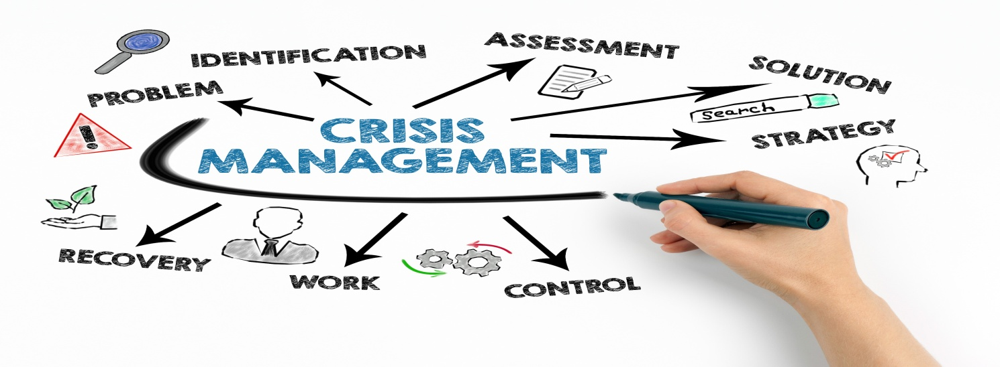 IDENTIFICATION
ASSESSMENT
SOLUTION
PROBLEM
search
STRATEGY
CRISIS
MANAGEMENT
RECOVERY
WORK
CONTROL